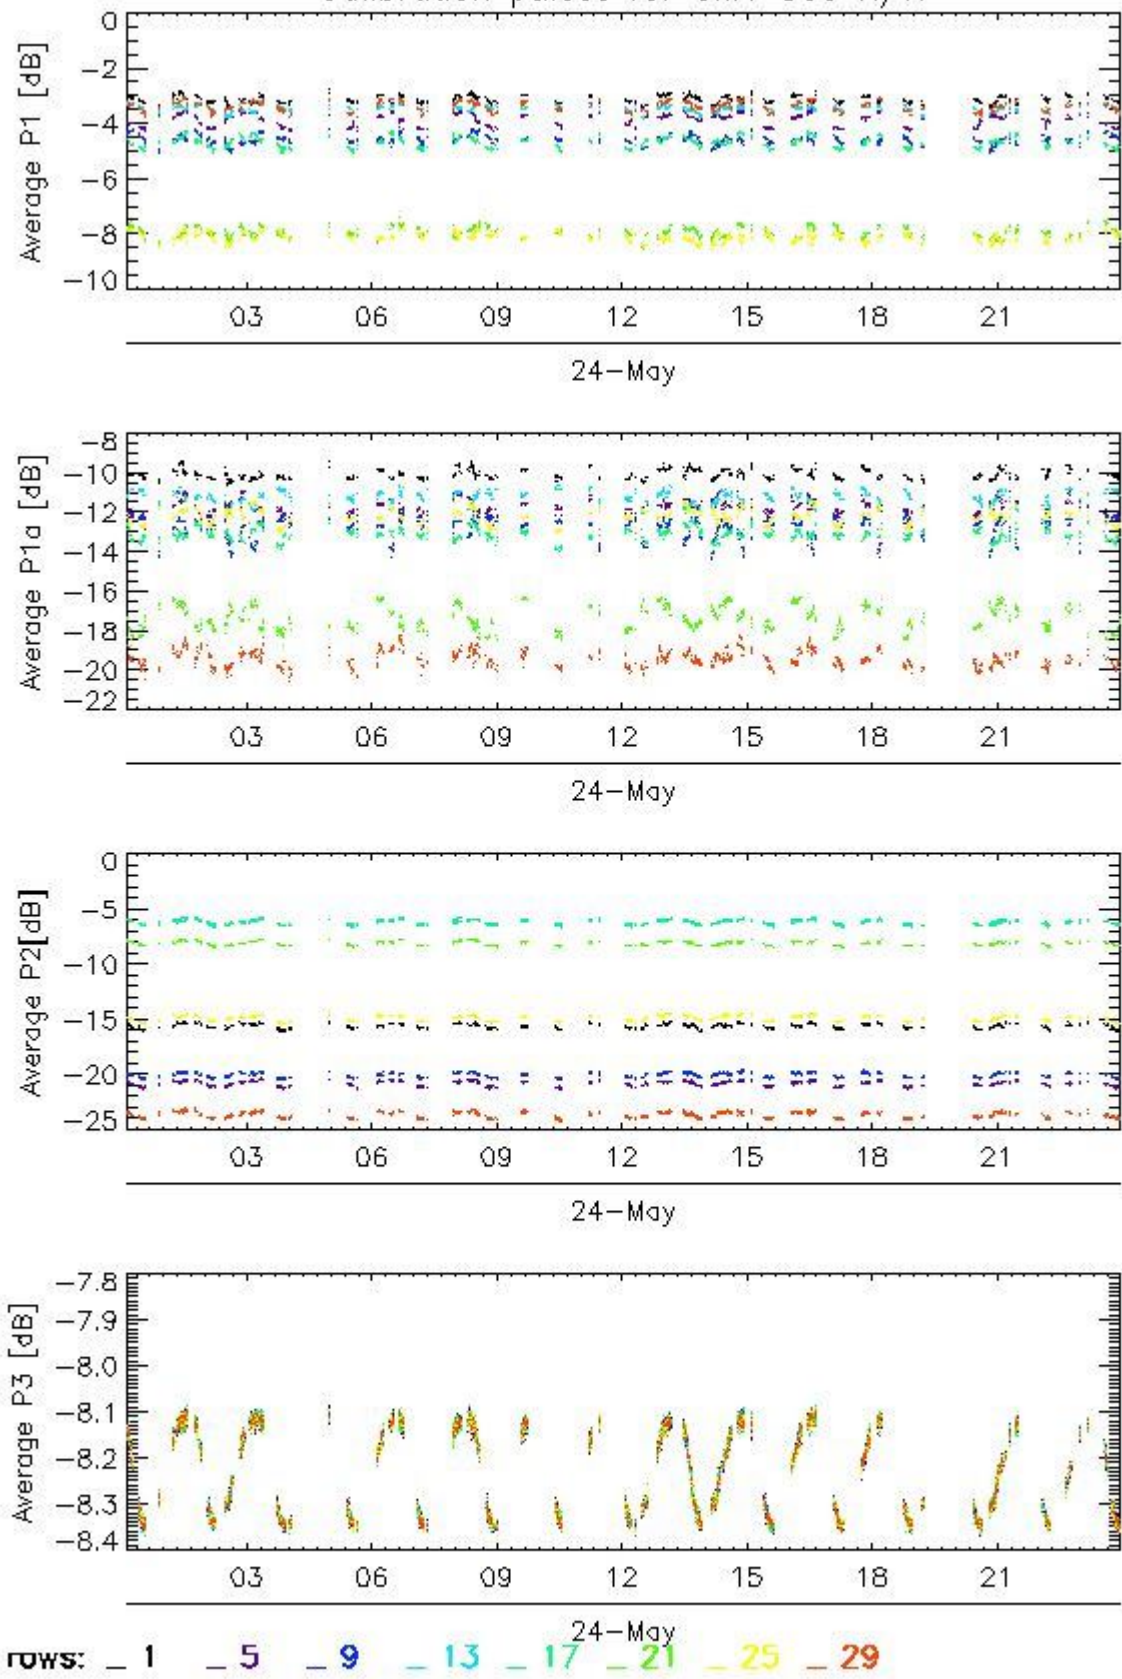 0
-2
-4
-6
-8
-10
Average P1 [dB]
03 06 09 12 15 18 21
24-May
-8
-10
-12
-14
-16
-18
-20
-22
Average P1a [dB]
03 06 09 12 15 18 21
24-May
0
-5
-10
-15
-20
-25
Average P2[dB]
03 06 09 12 15 18 21
24-May
-7.8
-7.9
-8.0
-8.1
-8.2
-8.3
-8.4
Average P3 [dB]
03 06 09 12 15 18 21
24-May
rows: _ 1 _ 5 _ 9 _ 13 _ 17 _ 21 _ 25 _ 29